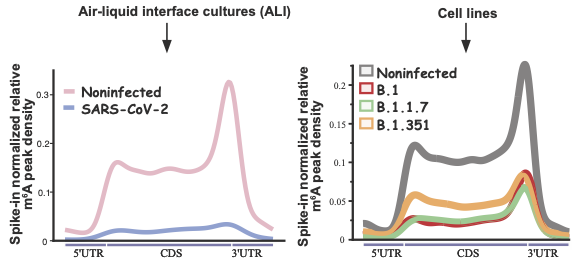 Air-liquid interface cultures (ALI)
Cell lines
Spike-in normalized relative
m⁶A peak density
0.3
0.2
0.1
0
Noninfected
SARS-CoV-2
5'UTR
CDS
3'UTR
Spike-in normalized relative
m⁶A peak density
0.2
0.15
0.1
0.05
0
Noninfected
B.1
B.1.1.7
B.1.351
5'UTR
CDS
3'UTR